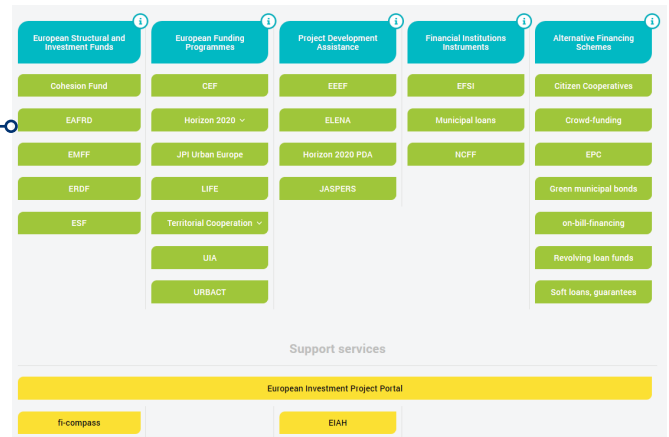 European Structural and
Investment Funds
European Funding
Programmes
Project Development
Assistance
Financial Institutions
Instruments
Alternative Financing
Schemes
Cohesion Fund
CEF
EEEF
EFSI
Citizen Cooperatives
EAFRD
Horizon 2020
ELENA
Municipal loans
Crowd-funding
EMFF
JPI Urban Europe
Horizon 2020 PDA
NCFF
EPC
ERDF
LIFE
JASPERS
Green municipal bonds
ESF
Territorial Cooperation
on-bill-financing
UIA
Revolving loan funds
URBACT
Soft loans, guarantees
Support services
European Investment Project Portal
fi-compass
EIAH